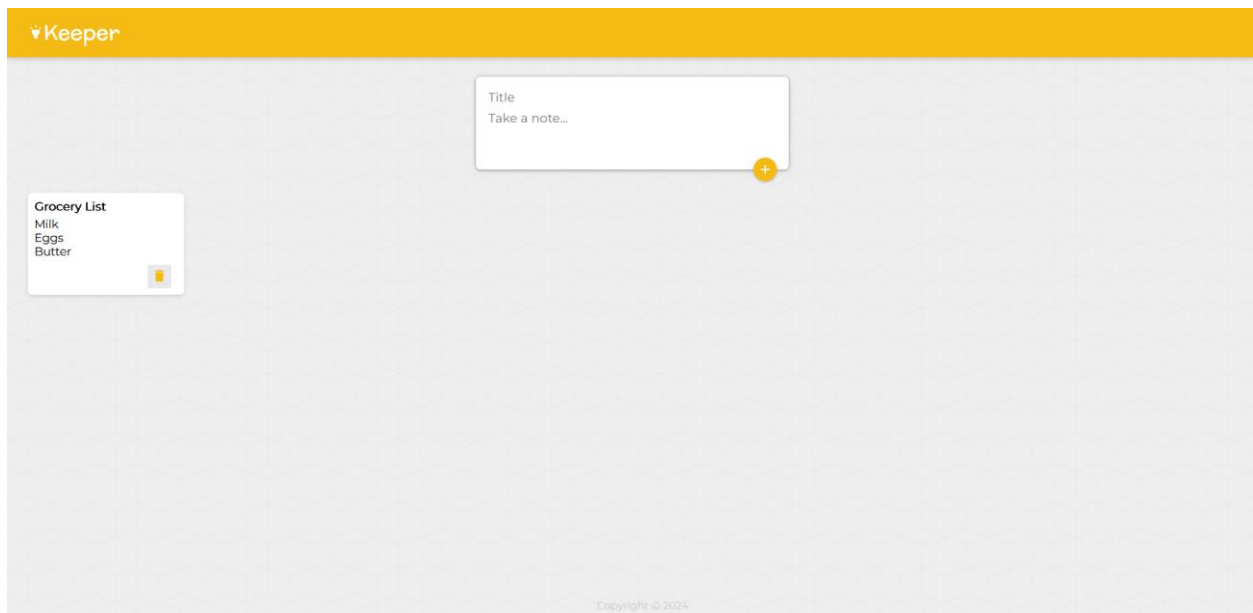 Keeper
Title
Take a note...
+
Grocery List
Milk
Eggs
Butter
Copyright © 2024